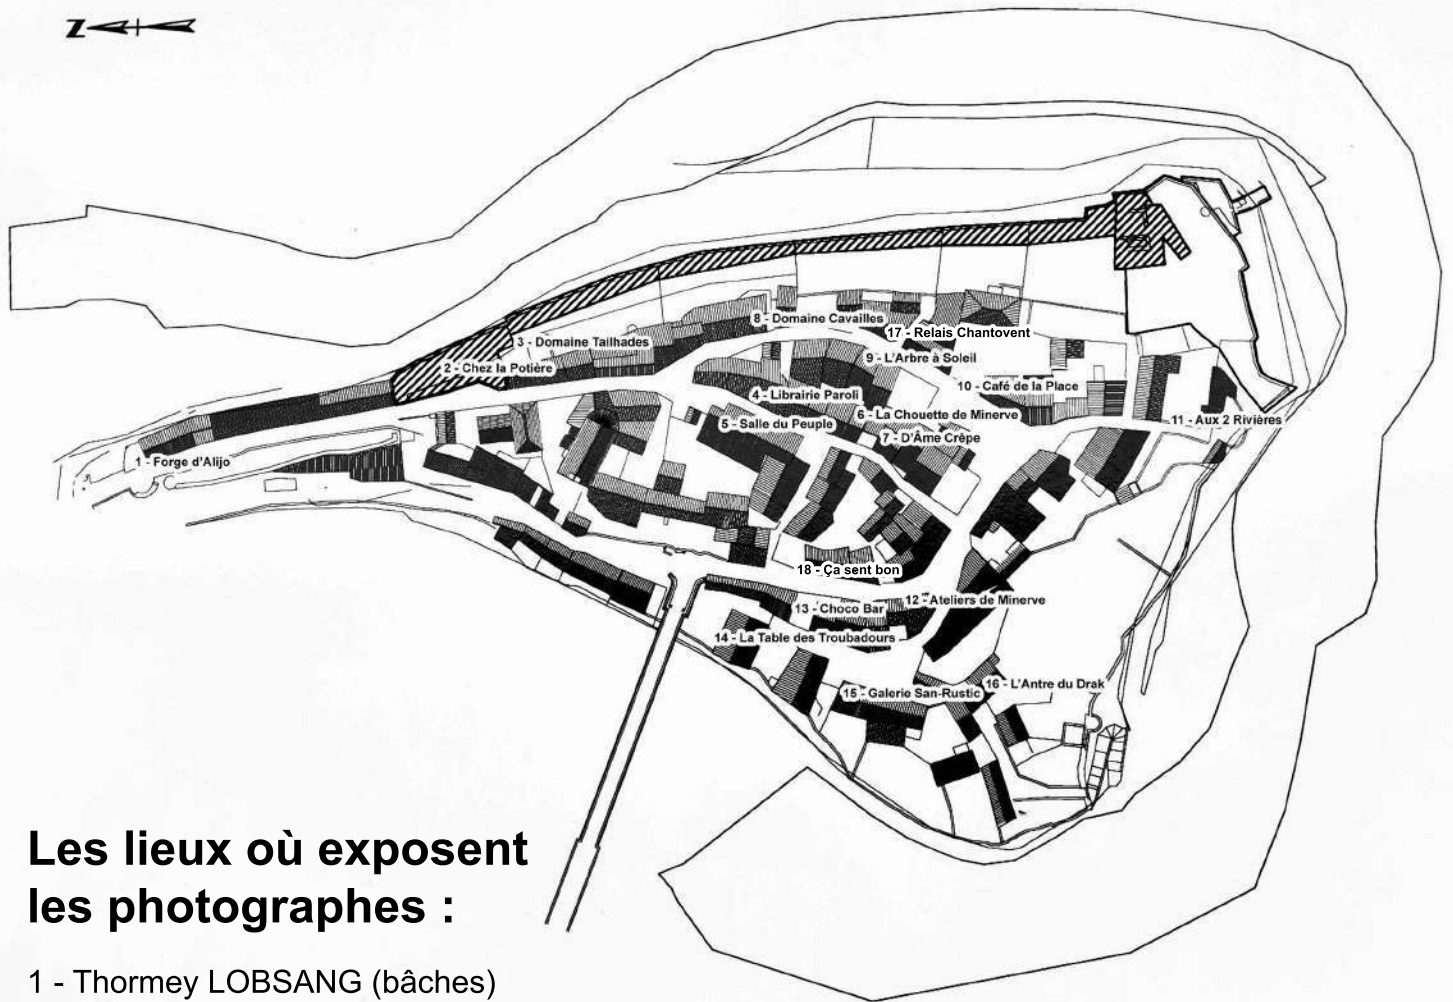 Z
8 - Domaine Cavailles
17 - Relais Chantovent
3 - Domaine Tailhades
9 - L'Arbre à Soleil
2 - Chez la Potière
10 - Café de la Place
4 - Librairie Paroli
6 - La Chouette de Minerve
11 - Aux 2 Rivières
5 - Salle du Peuple
7 - D'Âme Crêpe
1 - Forge d'Alijo
18 - Ça sent bon
12 - Ateliers de Minerve
13 - Choco Bar
14 - La Table des Troubadours
16 - L'Antre du Drak
15 - Galerie San-Rustic
Les lieux où exposent
les photographes :
1 - Thormey LOBSANG (bâches)